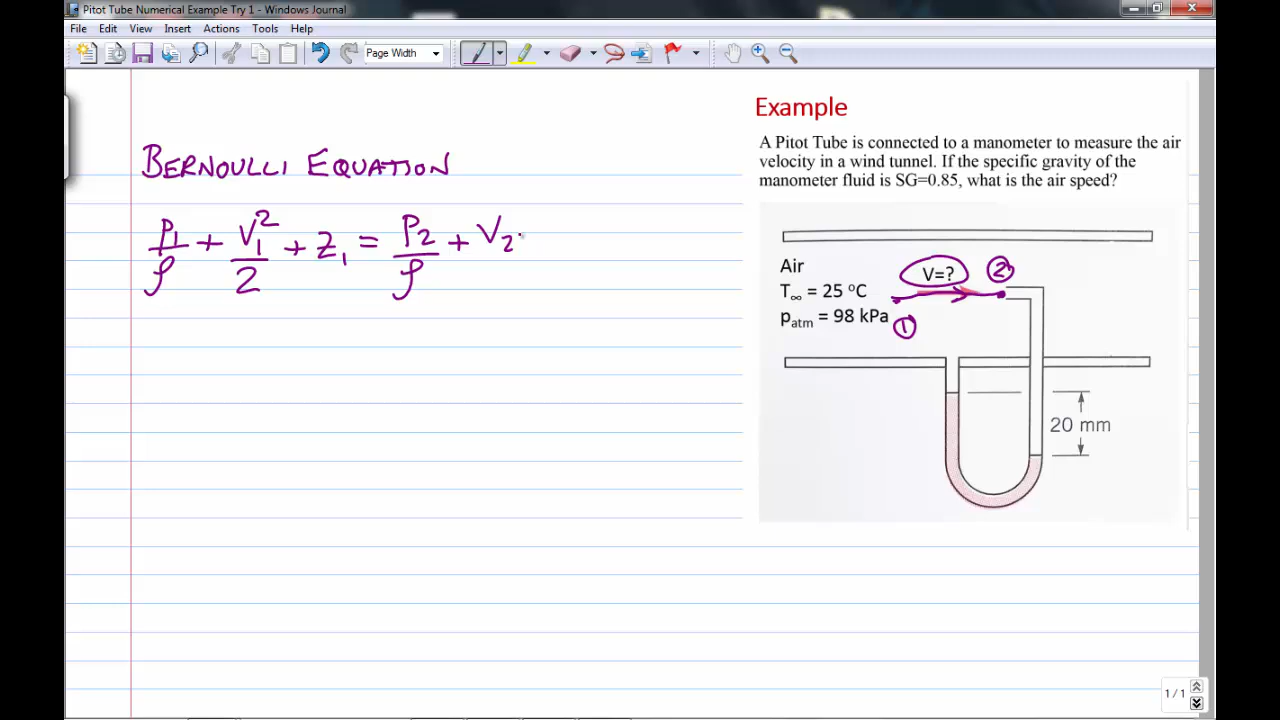 Pitot Tube Numerical Example Try 1 - Windows Journal
File Edit View Insert Actions Tools Help
Page Width
Example
A Pitot Tube is connected to a manometer to measure the air
velocity in a wind tunnel. If the specific gravity of the
manometer fluid is SG=0.85, what is the air speed?
BERNOULLI EQUATION
p₁/ρ + V₁²/2 + z₁ = p₂/ρ + V₂
Air
T∞ = 25 °C
patm = 98 kPa
V=?
②
①
20 mm
1 / 1